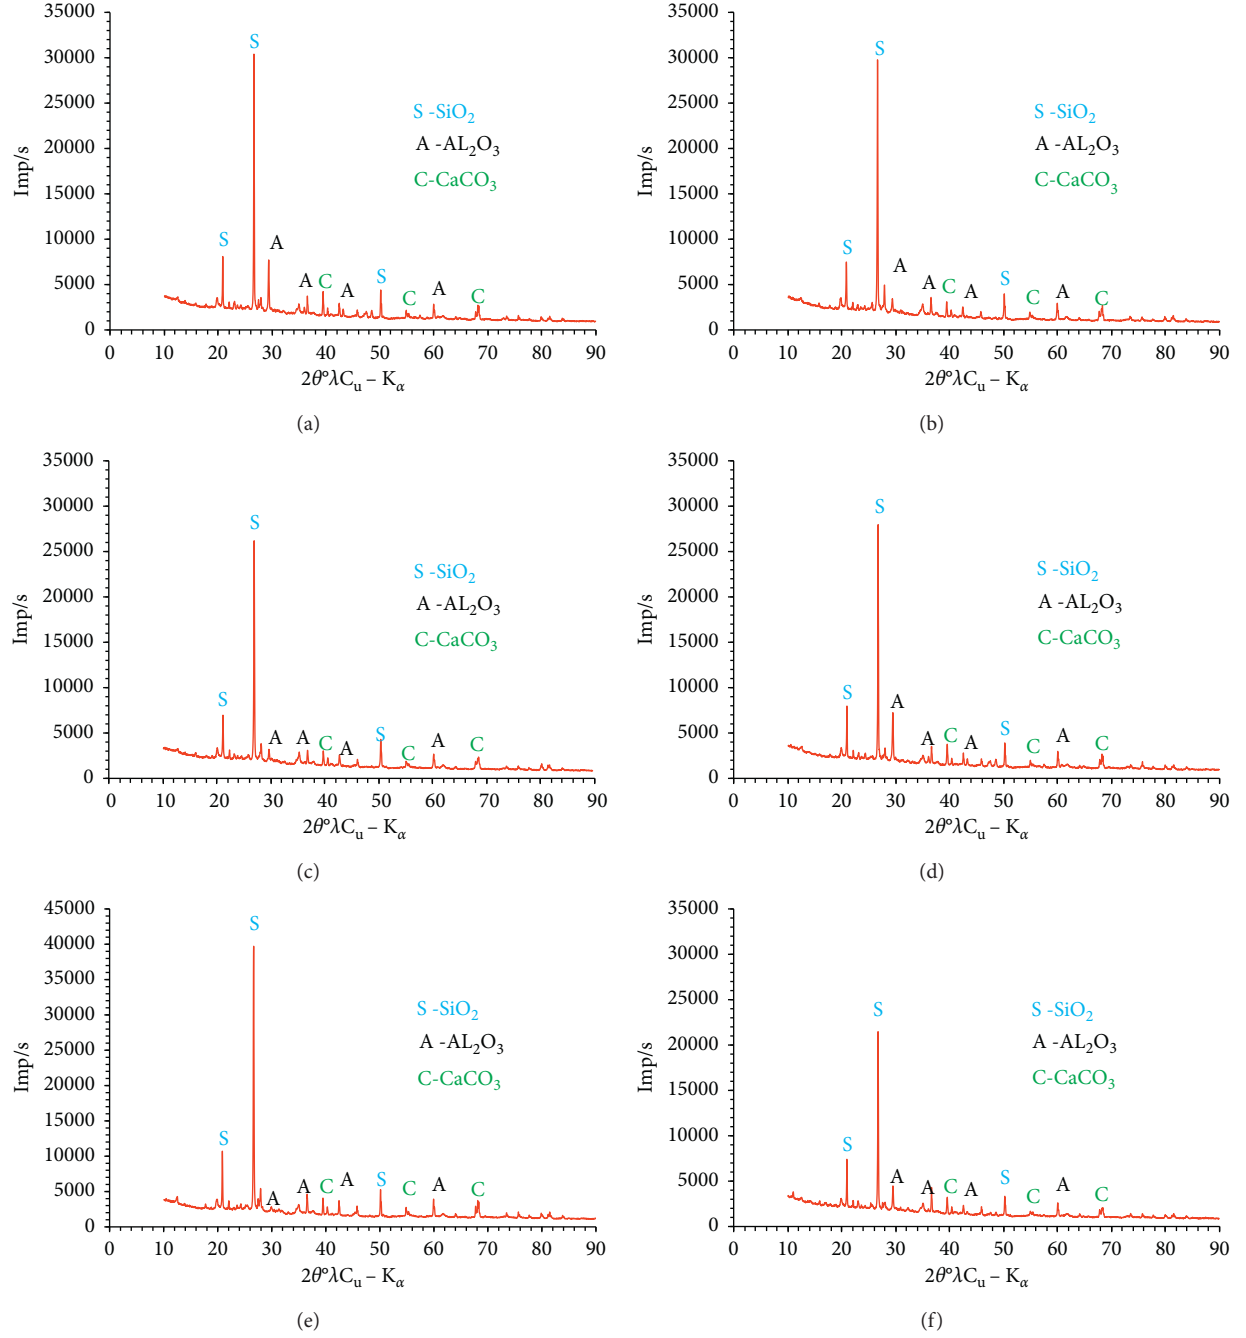 35000
30000
25000
20000
15000
10000
5000
0
Imp/s
S
S
A
A
C
A
S
C
A
C
S -SiO2
A -AL2O3
C-CaCO3
0 10 20 30 40 50 60 70 80 90
2θ°λCu – Kα
(a)
35000
30000
25000
20000
15000
10000
5000
0
Imp/s
S
S
A
A
C
A
S
C
A
C
S -SiO2
A -AL2O3
C-CaCO3
0 10 20 30 40 50 60 70 80 90
2θ°λCu – Kα
(b)
35000
30000
25000
20000
15000
10000
5000
0
Imp/s
S
S
A
A
C
A
S
C
A
C
S -SiO2
A -AL2O3
C-CaCO3
0 10 20 30 40 50 60 70 80 90
2θ°λCu – Kα
(c)
35000
30000
25000
20000
15000
10000
5000
0
Imp/s
S
S
A
A
C
A
S
C
A
C
S -SiO2
A -AL2O3
C-CaCO3
0 10 20 30 40 50 60 70 80 90
2θ°λCu – Kα
(d)
45000
40000
35000
30000
25000
20000
15000
10000
5000
0
Imp/s
S
S
A
A
C
A
S
C
A
C
S -SiO2
A -AL2O3
C-CaCO3
0 10 20 30 40 50 60 70 80 90
2θ°λCu – Kα
(e)
35000
30000
25000
20000
15000
10000
5000
0
Imp/s
S
S
A
A
C
A
S
C
A
C
S -SiO2
A -AL2O3
C-CaCO3
0 10 20 30 40 50 60 70 80 90
2θ°λCu – Kα
(f)